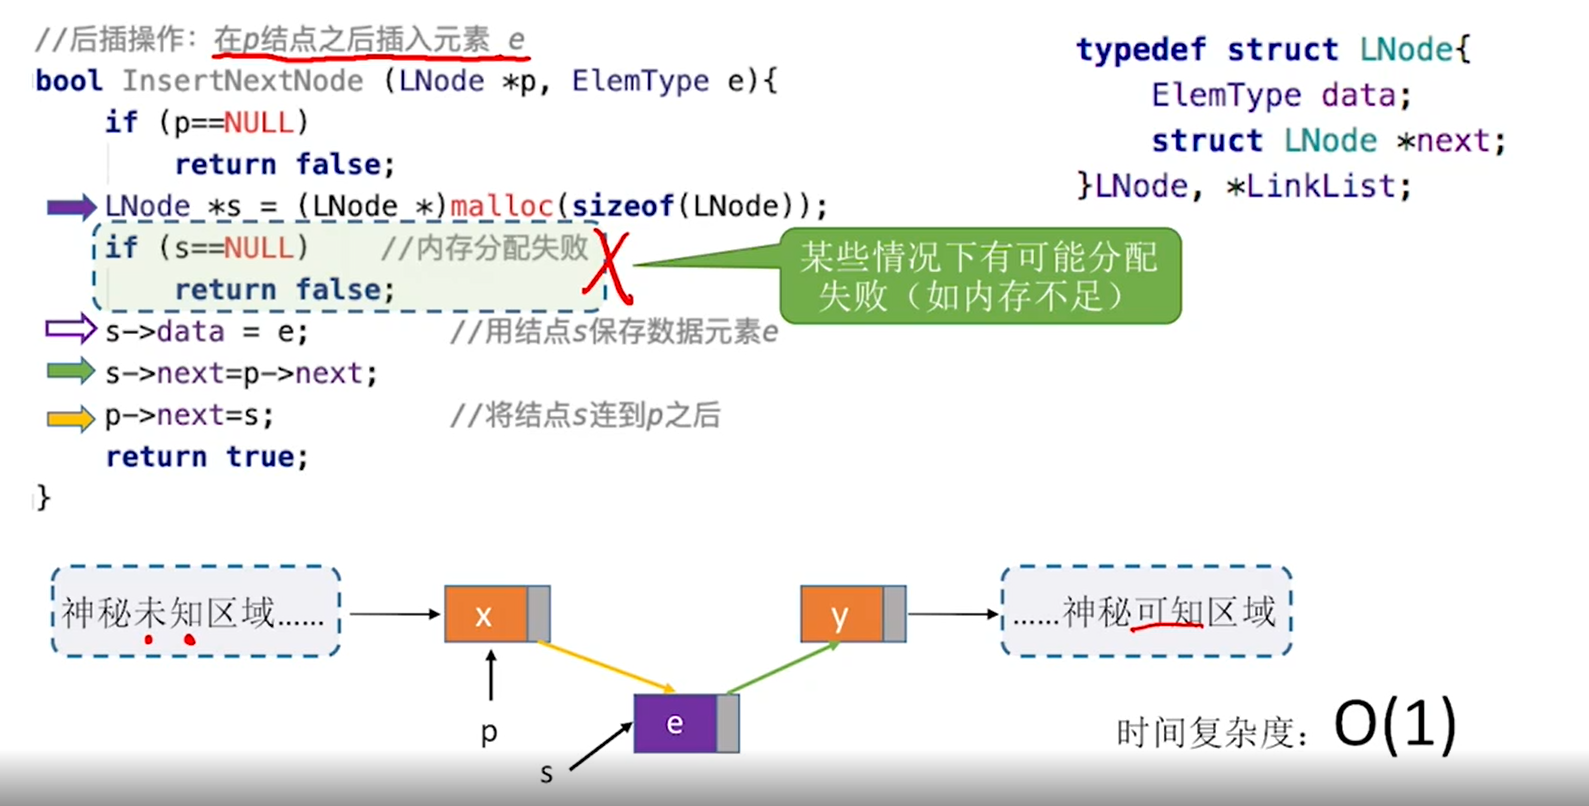 //后插操作：在p结点之后插入元素 e
bool InsertNextNode (LNode *p, ElemType e){
if (p==NULL)
return false;
LNode *s = (LNode *)malloc(sizeof(LNode));
if (s==NULL) //内存分配失败
return false;
s->data = e; //用结点s保存数据元素e
s->next=p->next;
p->next=s; //将结点s连到p之后
return true;
}
typedef struct LNode{
ElemType data;
struct LNode *next;
}LNode, *LinkList;
某些情况下有可能分配
失败（如内存不足）
神秘未知区域……
x
y
……神秘可知区域
p
e
s
时间复杂度：O(1)